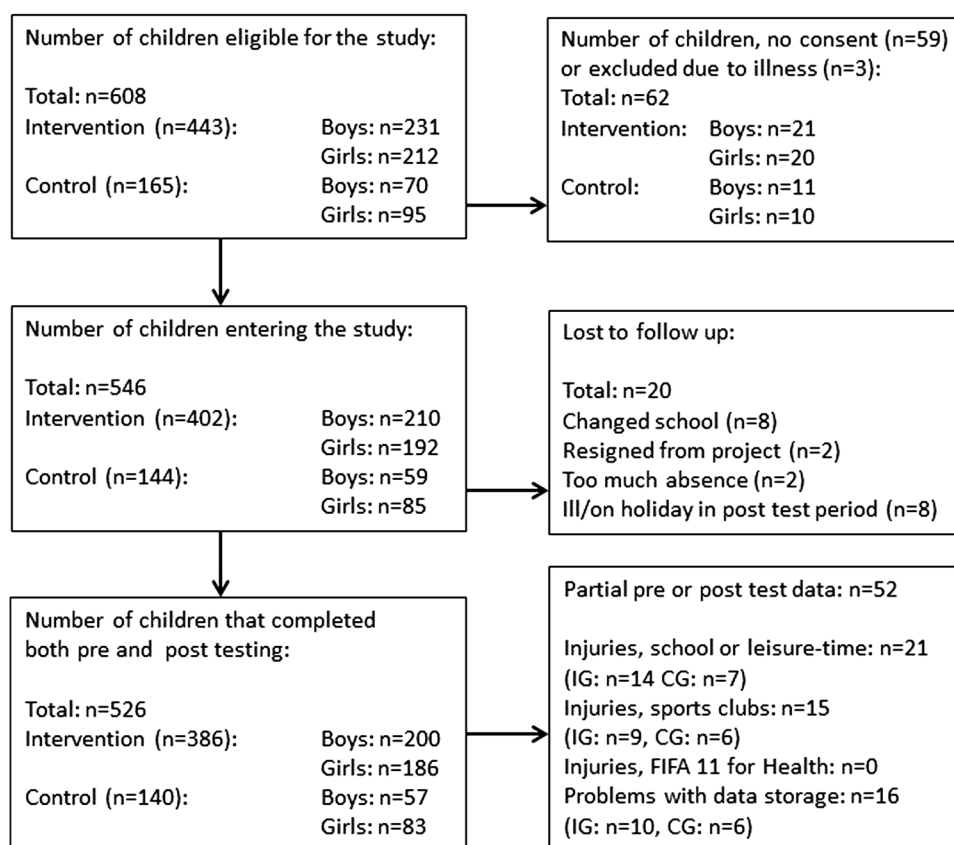 Number of children eligible for the study:
Total: n=608
Intervention (n=443): Boys: n=231
Girls: n=212
Control (n=165): Boys: n=70
Girls: n=95
Number of children, no consent (n=59)
or excluded due to illness (n=3):
Total: n=62
Intervention: Boys: n=21
Girls: n=20
Control: Boys: n=11
Girls: n=10
Number of children entering the study:
Total: n=546
Intervention (n=402): Boys: n=210
Girls: n=192
Control (n=144): Boys: n=59
Girls: n=85
Lost to follow up:
Total: n=20
Changed school (n=8)
Resigned from project (n=2)
Too much absence (n=2)
Ill/on holiday in post test period (n=8)
Number of children that completed
both pre and post testing:
Total: n=526
Intervention (n=386): Boys: n=200
Girls: n=186
Control (n=140): Boys: n=57
Girls: n=83
Partial pre or post test data: n=52
Injuries, school or leisure-time: n=21
(IG: n=14 CG: n=7)
Injuries, sports clubs: n=15
(IG: n=9, CG: n=6)
Injuries, FIFA 11 for Health: n=0
Problems with data storage: n=16
(IG: n=10, CG: n=6)